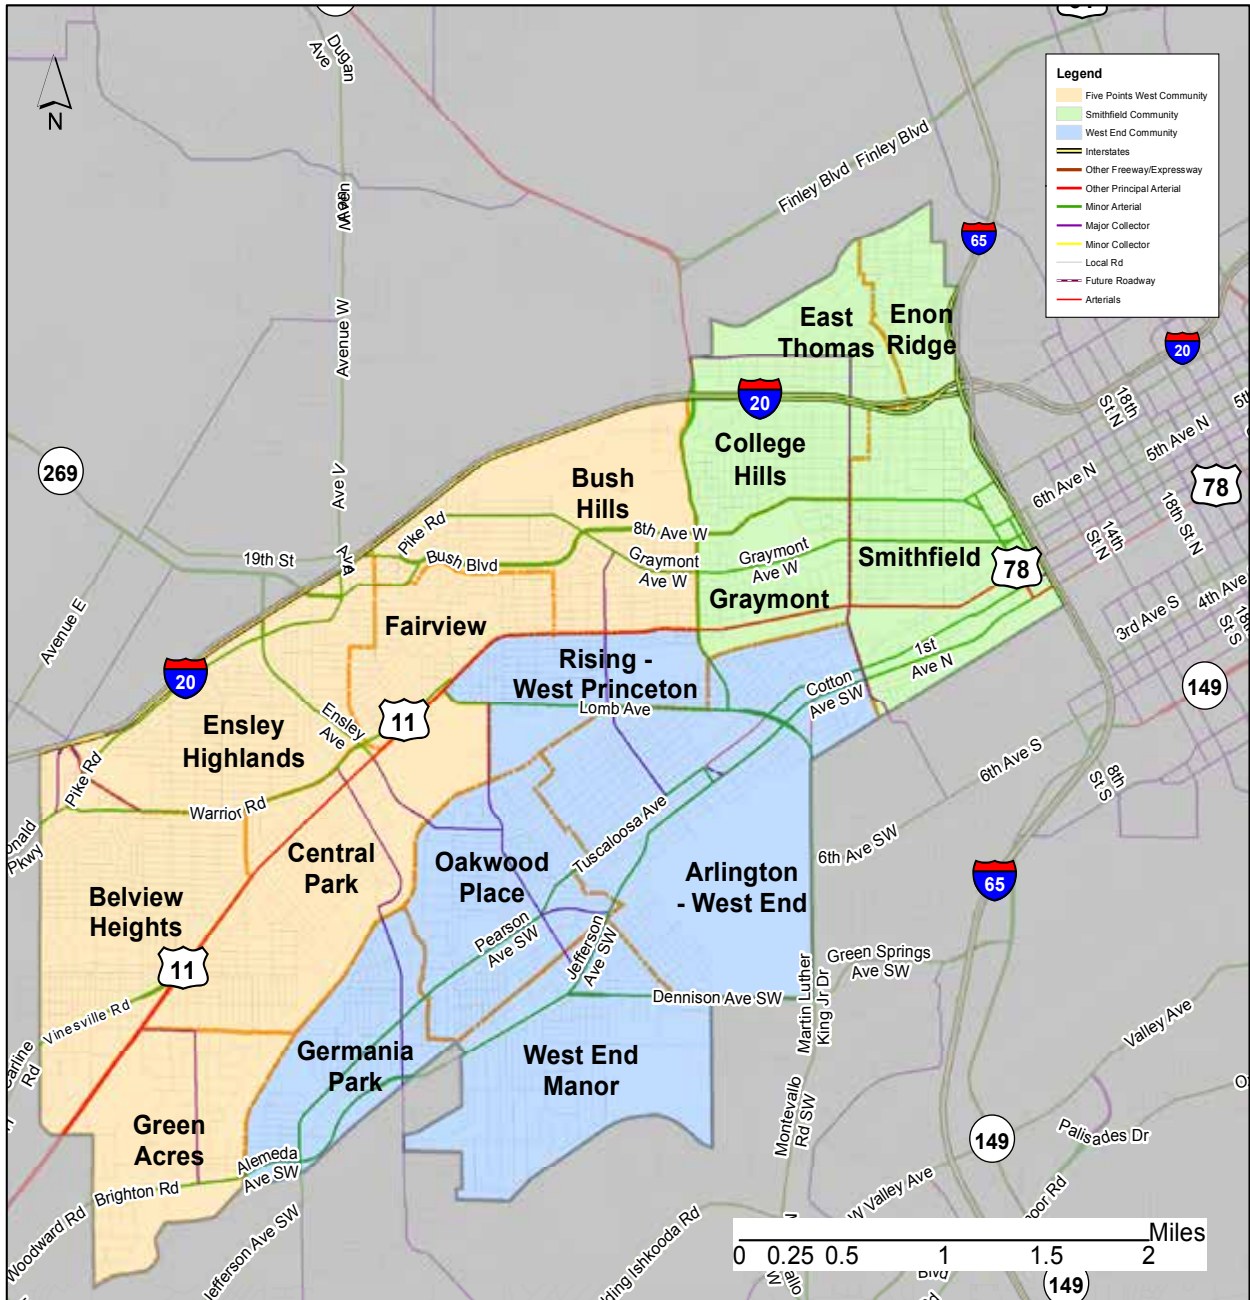 Dugan
Ave
N
Legend
Five Points West Community
Smithfield Community
West End Community
Interstates
Other Freeway/Expressway
Other Principal Arterial
Minor Arterial
Major Collector
Minor Collector
Local Rd
Future Roadway
Arterials
Finley Blvd Finley Blvd
65
20
East
Thomas
Enon
Ridge
Avenue W
20
College
Hills
18th
St N
5th Ave N
6th Ave N
78
269
Ave V
Bush
Hills
Pike Rd
8th Ave W
18th St N
14th
St N
19th St
Bush Blvd
Graymont
Ave W
Graymont
Ave W
Smithfield
78
Graymont
Avenue E
Fairview
3rd Ave S
4th Ave
18th
St S
20
Rising -
West Princeton
1st
Ave N
Cotton
Ave SW
149
Lomb Ave
11
Ensley
Ave
Ensley
Highlands
Pike Rd
Warrior Rd
6th Ave S
8th
St S
onald
Pkwy
Tuscaloosa Ave
6th Ave SW
Central
Park
Oakwood
Place
Arlington
- West End
65
Belview
Heights
Pearson
Ave SW
Jefferson
Ave SW
11
Green Springs
Ave SW
Martin Luther
King Jr Dr
Dennison Ave SW
Vinesville Rd
Valley Ave
Germania
Park
West End
Manor
Montevallo
Rd SW
149
Palisades Dr
Green
Acres
Alemeda
Ave SW
Brighton Rd
Woodward Rd
Jefferson Ave SW
W Valley Ave
Miles
0 0.25 0.5 1 1.5 2
Blvd
149